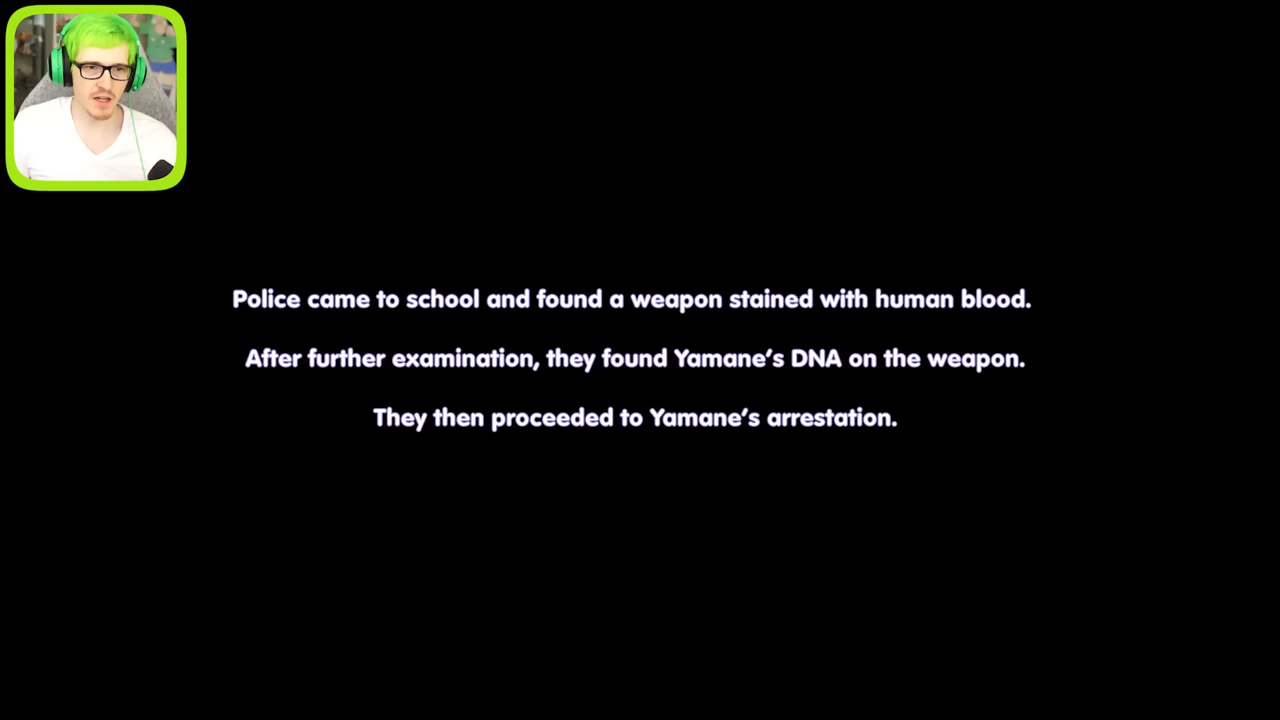 Police came to school and found a weapon stained with human blood.
After further examination, they found Yamane's DNA on the weapon.
They then proceeded to Yamane's arrestation.